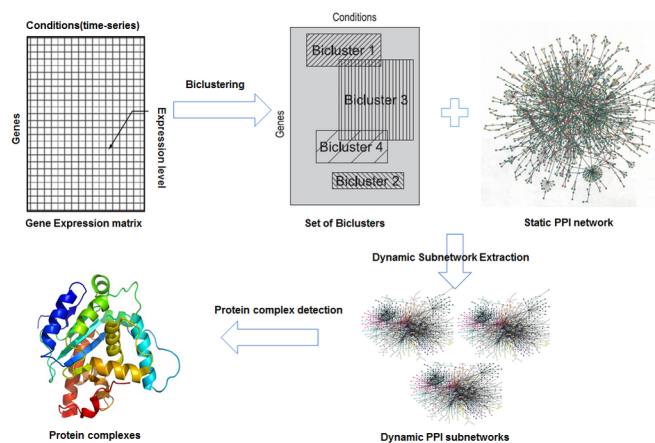 Conditions(time-series)
Genes
Expression level
Gene Expression matrix
Biclustering
Conditions
Genes
Bicluster 1
Bicluster 3
Bicluster 4
Bicluster 2
Set of Biclusters
Static PPI network
Dynamic Subnetwork Extraction
Protein complex detection
Protein complexes
Dynamic PPI subnetworks